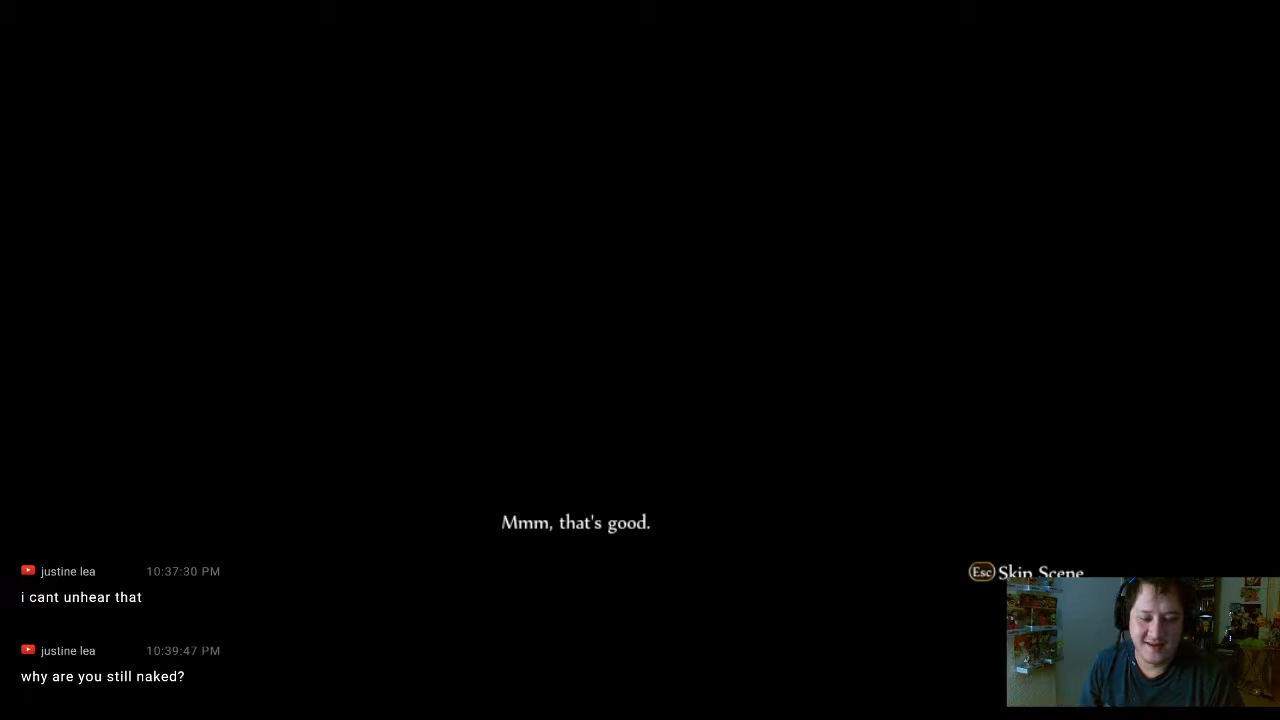 Mmm, that's good.
justine lea 10:37:30 PM
Esc Skip Scene
i cant unhear that
justine lea 10:39:47 PM
why are you still naked?